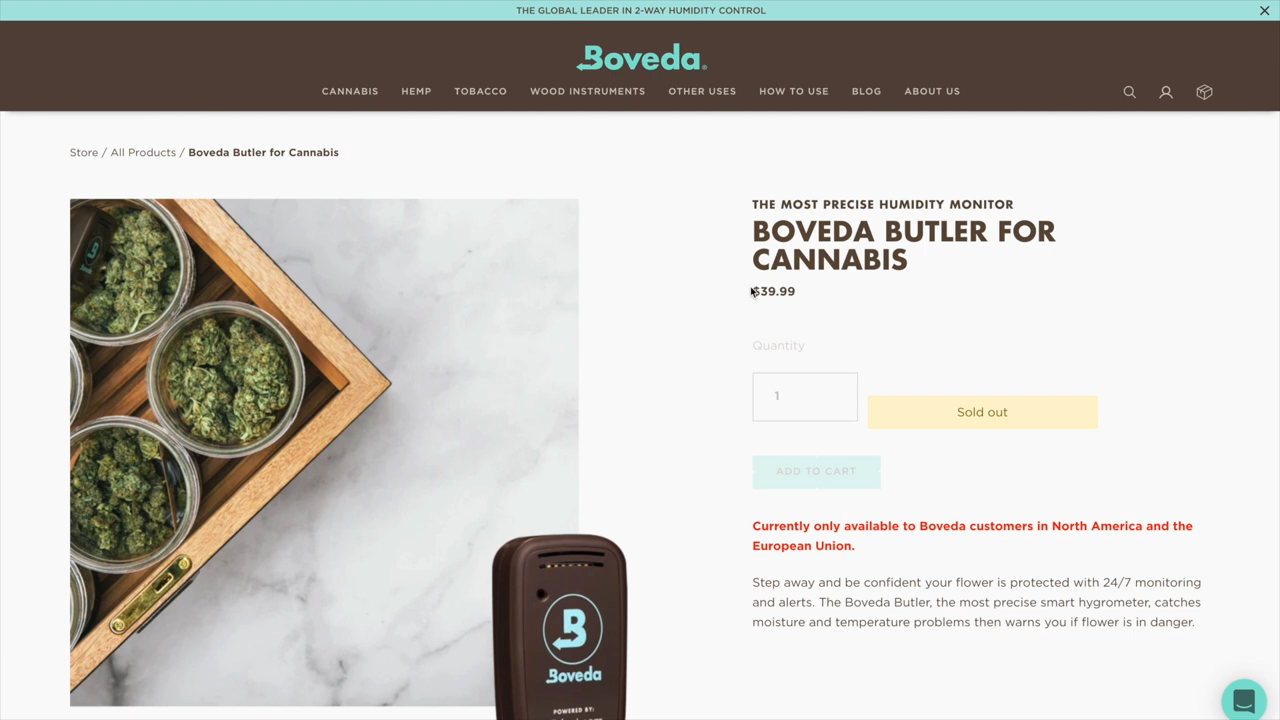 THE GLOBAL LEADER IN 2-WAY HUMIDITY CONTROL
Boveda®
CANNABIS HEMP TOBACCO WOOD INSTRUMENTS OTHER USES HOW TO USE BLOG ABOUT US
Store / All Products / Boveda Butler for Cannabis
THE MOST PRECISE HUMIDITY MONITOR
BOVEDA BUTLER FOR
CANNABIS
$39.99
Quantity
1
Sold out
ADD TO CART
Currently only available to Boveda customers in North America and the
European Union.
Step away and be confident your flower is protected with 24/7 monitoring
and alerts. The Boveda Butler, the most precise smart hygrometer, catches
moisture and temperature problems then warns you if flower is in danger.
B
Boveda
POWERED BY: